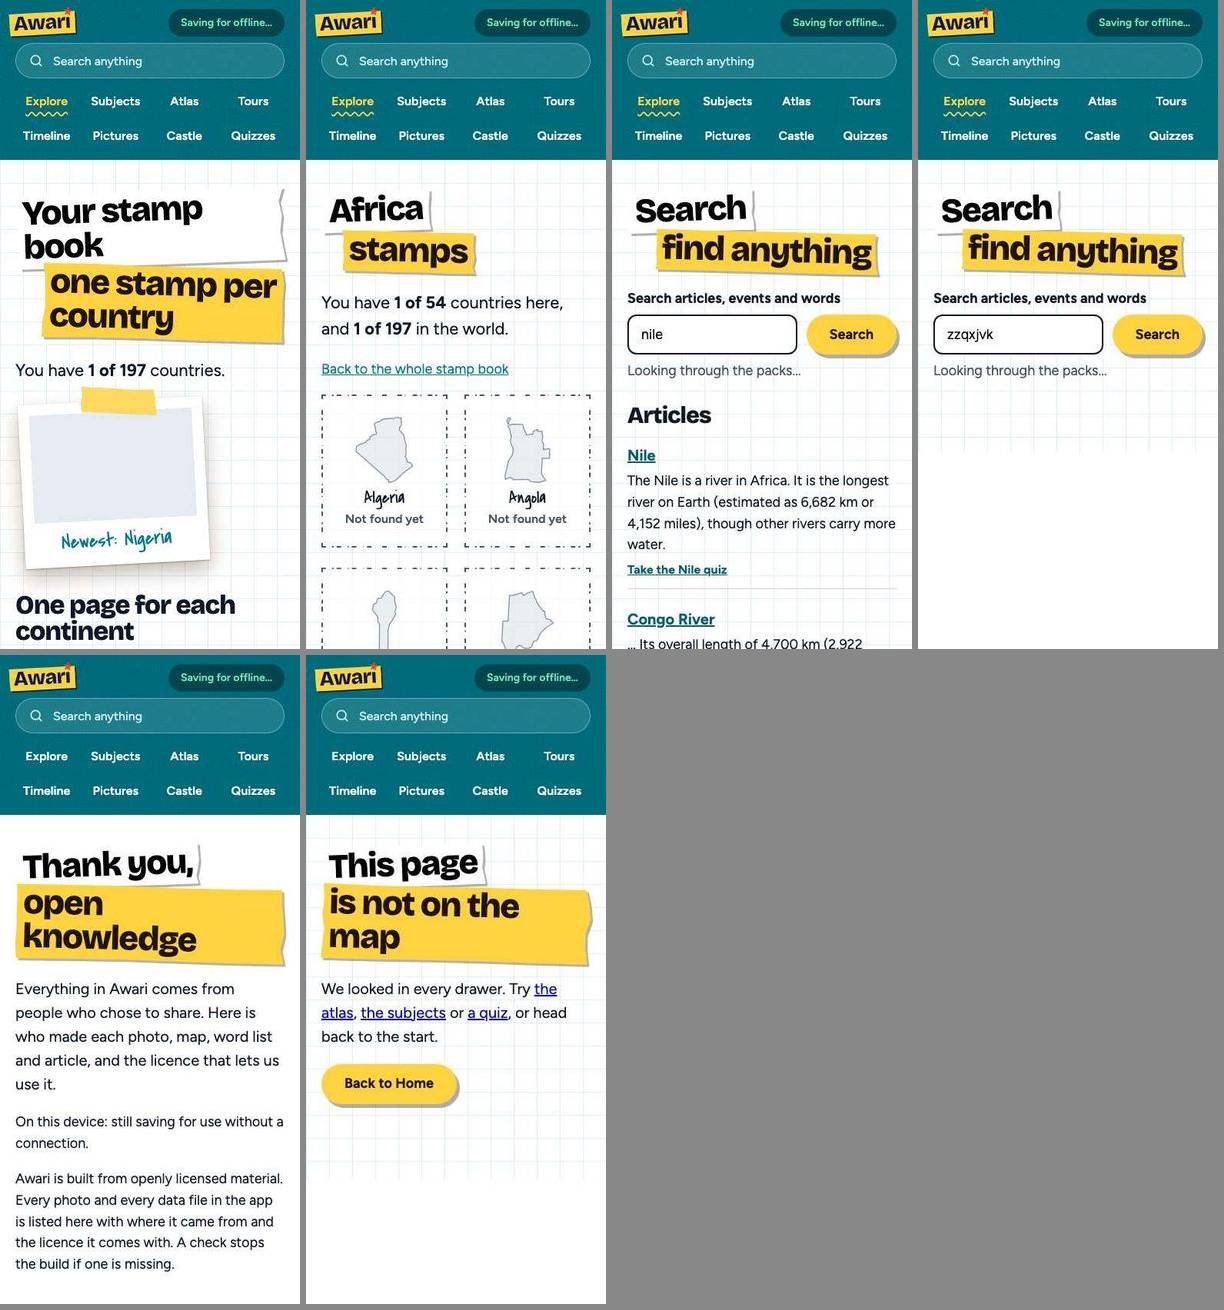 Awari
Saving for offline...
Search anything
Explore Subjects Atlas Tours
Timeline Pictures Castle Quizzes
Your stamp
book
one stamp per
country
You have 1 of 197 countries.
Newest: Nigeria
One page for each
continent
Awari
Saving for offline...
Search anything
Explore Subjects Atlas Tours
Timeline Pictures Castle Quizzes
Africa
stamps
You have 1 of 54 countries here,
and 1 of 197 in the world.
Back to the whole stamp book
Algeria
Not found yet
Angola
Not found yet
Awari
Saving for offline...
Search anything
Explore Subjects Atlas Tours
Timeline Pictures Castle Quizzes
Search
find anything
Search articles, events and words
nile
Search
Looking through the packs...
Articles
Nile
The Nile is a river in Africa. It is the longest
river on Earth (estimated as 6,682 km or
4,152 miles), though other rivers carry more
water.
Take the Nile quiz
Congo River
... Its overall length of 4,700 km (2,922
Awari
Saving for offline...
Search anything
Explore Subjects Atlas Tours
Timeline Pictures Castle Quizzes
Search
find anything
Search articles, events and words
zzqxjvk
Search
Looking through the packs...
Awari
Saving for offline...
Search anything
Explore Subjects Atlas Tours
Timeline Pictures Castle Quizzes
Thank you,
open
knowledge
Everything in Awari comes from
people who chose to share. Here is
who made each photo, map, word list
and article, and the licence that lets us
use it.
On this device: still saving for use without a
connection.
Awari is built from openly licensed material.
Every photo and every data file in the app
is listed here with where it came from and
the licence it comes with. A check stops
the build if one is missing.
Awari
Saving for offline...
Search anything
Explore Subjects Atlas Tours
Timeline Pictures Castle Quizzes
This page
is not on the
map
We looked in every drawer. Try the
atlas, the subjects or a quiz, or head
back to the start.
Back to Home